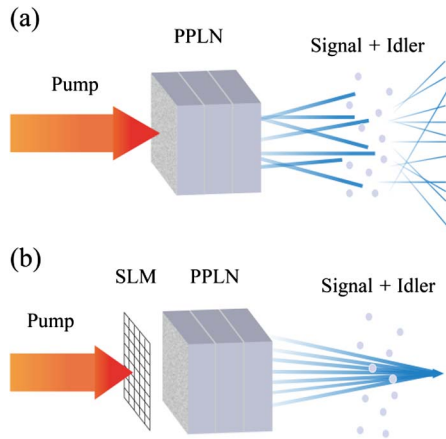 (a)
PPLN
Signal + Idler
Pump
(b)
SLM PPLN
Signal + Idler
Pump